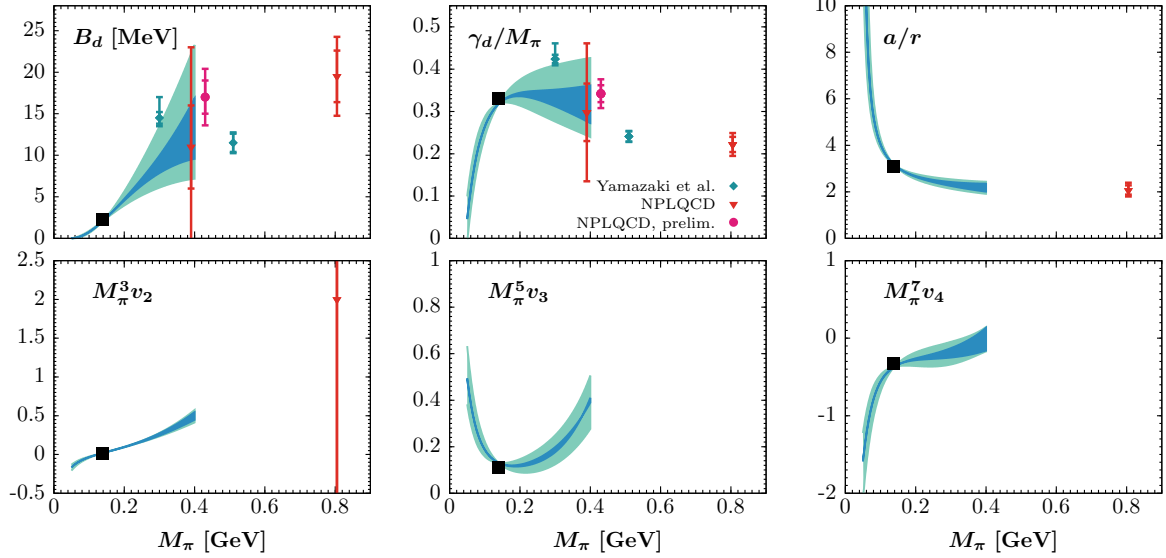 B_d [MeV]
25
20
15
10
5
0
γ_d/M_π
0.5
0.4
0.3
0.2
0.1
0
Yamazaki et al.
NPLQCD
NPLQCD, prelim.
a/r
10
8
6
4
2
0
M_π^3 v_2
2.5
2
1.5
1
0.5
0
-0.5
0 0.2 0.4 0.6 0.8
M_π [GeV]
M_π^5 v_3
1
0.8
0.6
0.4
0.2
0
0 0.2 0.4 0.6 0.8
M_π [GeV]
M_π^7 v_4
1
0
-1
-2
0 0.2 0.4 0.6 0.8
M_π [GeV]